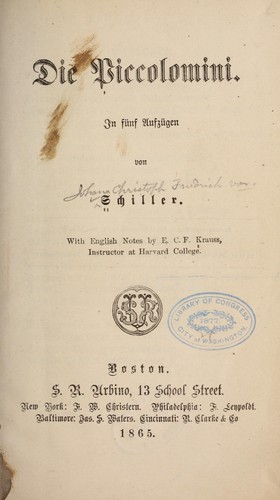 Die Piccolomini.
In fünf Aufzügen
von
Johann Christoph Friedrich von
Schiller.
With English Notes by E. C. F. Krauss,
Instructor at Harvard College.
S R
LIBRARY OF CONGRESS
1877
CITY OF WASHINGTON
Boston.
S. R. Urbino, 13 School Street.
New York: F. W. Christern. Philadelphia: F. Leypoldt.
Baltimore: Jas. S. Waters. Cincinnati: R. Clarke & Co
1865.